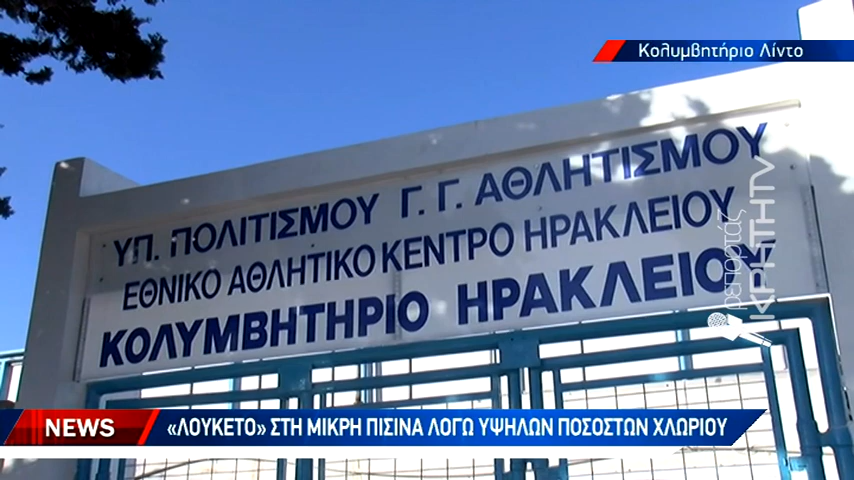 Κολυμβητήριο Λίντο
ΥΠ. ΠΟΛΙΤΙΣΜΟΥ Γ. Γ. ΑΘΛΗΤΙΣΜΟΥ
ΕΘΝΙΚΟ ΑΘΛΗΤΙΚΟ ΚΕΝΤΡΟ ΗΡΑΚΛΕΙΟΥ
ΚΟΛΥΜΒΗΤΗΡΙΟ ΗΡΑΚΛΕΙΟΥ
ρεπορτάζ
ΚΡΗΤΗTV
NEWS «ΛΟΥΚΕΤΟ» ΣΤΗ ΜΙΚΡΗ ΠΙΣΙΝΑ ΛΟΓΩ ΥΨΗΛΩΝ ΠΟΣΟΣΤΩΝ ΧΛΩΡΙΟΥ